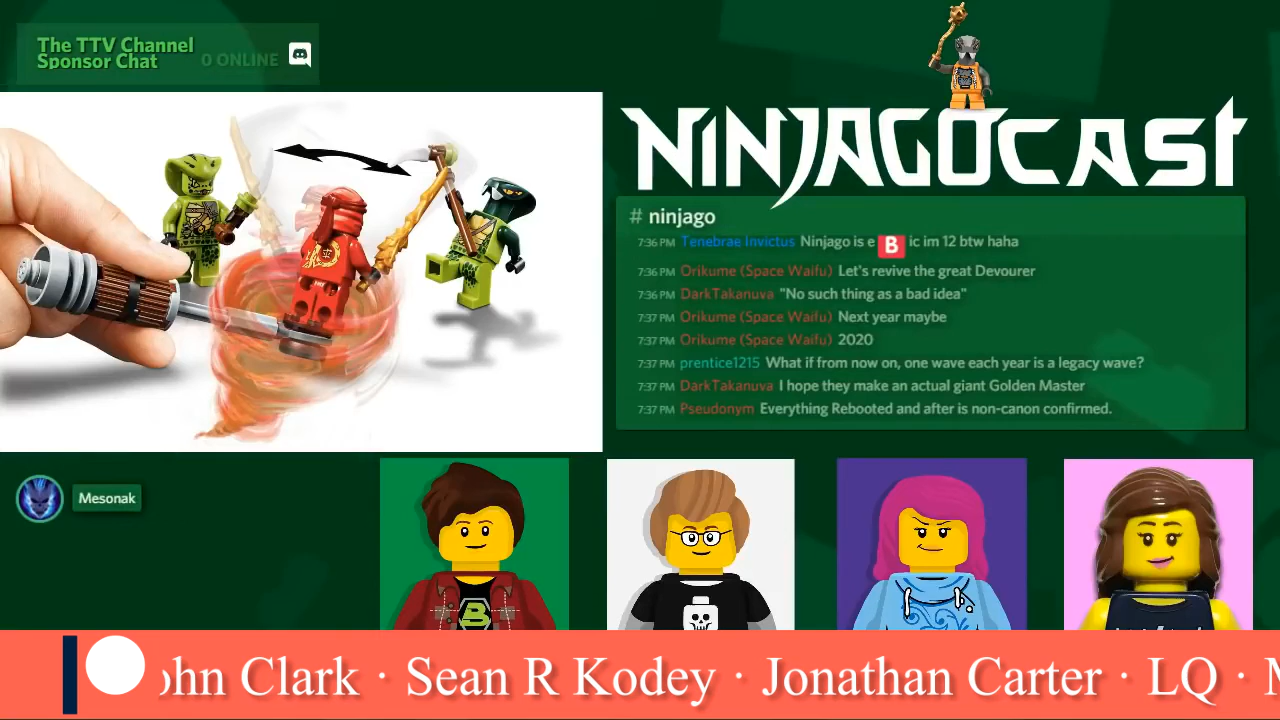 The TTV Channel
Sponsor Chat
0 ONLINE
NINJAGOCAST
# ninjago
7:36 PM Tenebrae Invictus Ninjago is e B ic im 12 btw haha
7:36 PM Orikume (Space Waifu) Let's revive the great Devourer
7:36 PM DarkTakanuva "No such thing as a bad idea"
7:37 PM Orikume (Space Waifu) Next year maybe
7:37 PM Orikume (Space Waifu) 2020
7:37 PM prentice1215 What if from now on, one wave each year is a legacy wave?
7:37 PM DarkTakanuva I hope they make an actual giant Golden Master
7:37 PM Pseudonym Everything Rebooted and after is non-canon confirmed.
Mesonak
B
ohn Clark · Sean R Kodey · Jonathan Carter · LQ · M